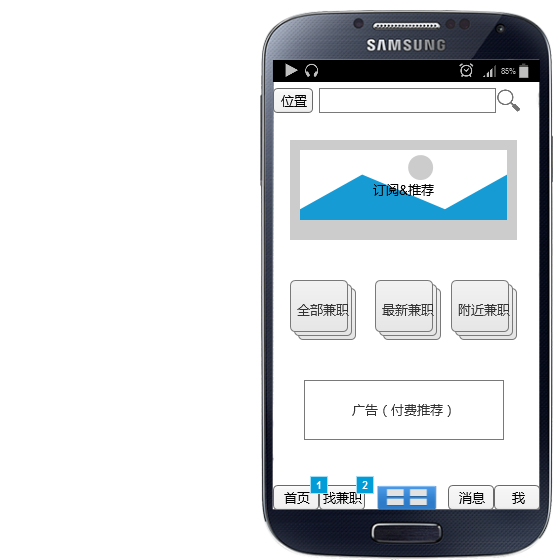 SAMSUNG
85%
位置
订阅&推荐
全部兼职
最新兼职
附近兼职
广告（付费推荐）
1
2
首页
找兼职
消息
我